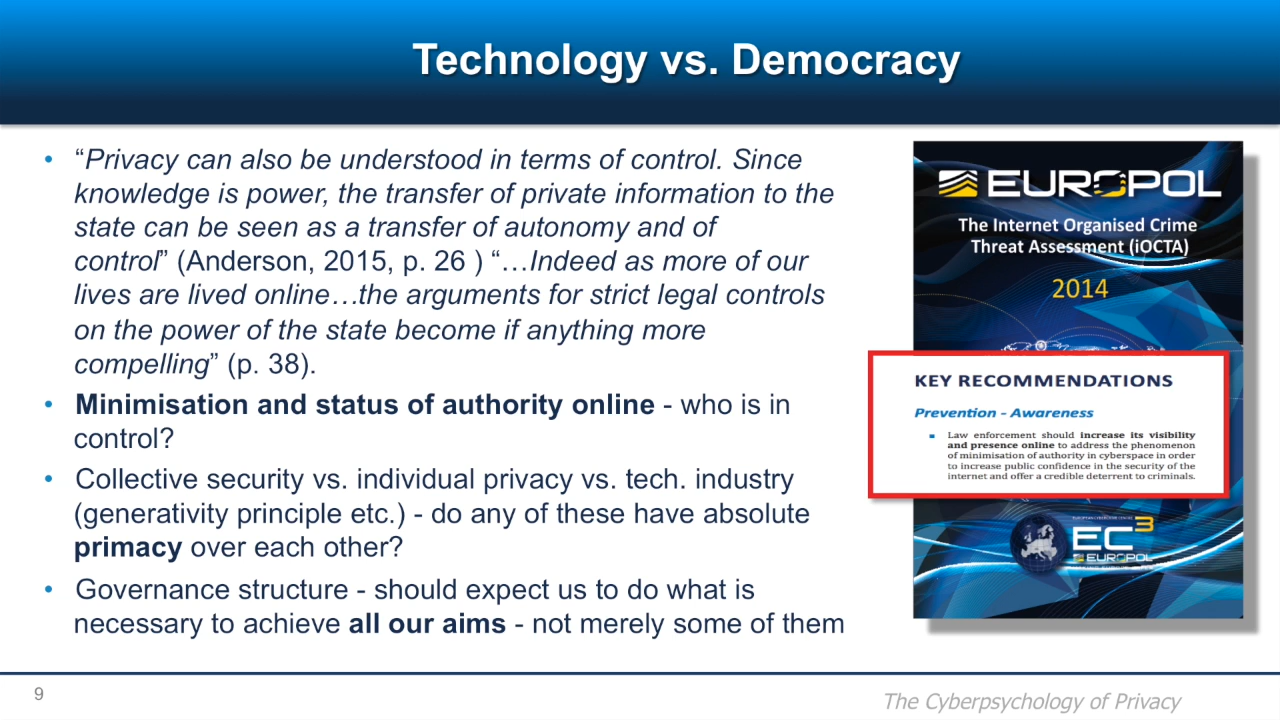 Technology vs. Democracy
• “Privacy can also be understood in terms of control. Since
knowledge is power, the transfer of private information to the
state can be seen as a transfer of autonomy and of
control” (Anderson, 2015, p. 26 ) “…Indeed as more of our
lives are lived online…the arguments for strict legal controls
on the power of the state become if anything more
compelling” (p. 38).
• Minimisation and status of authority online - who is in
control?
• Collective security vs. individual privacy vs. tech. industry
(generativity principle etc.) - do any of these have absolute
primacy over each other?
• Governance structure - should expect us to do what is
necessary to achieve all our aims - not merely some of them
EUROPOL
The Internet Organised Crime
Threat Assessment (iOCTA)
2014
KEY RECOMMENDATIONS
Prevention - Awareness
▪ Law enforcement should increase its visibility
and presence online to address the phenomenon
of minimisation of authority in cyberspace in order
to increase public confidence in the security of the
internet and offer a credible deterrent to criminals.
EUROPEAN CYBERCRIME CENTRE
EC3
EUROPOL
9
The Cyberpsychology of Privacy